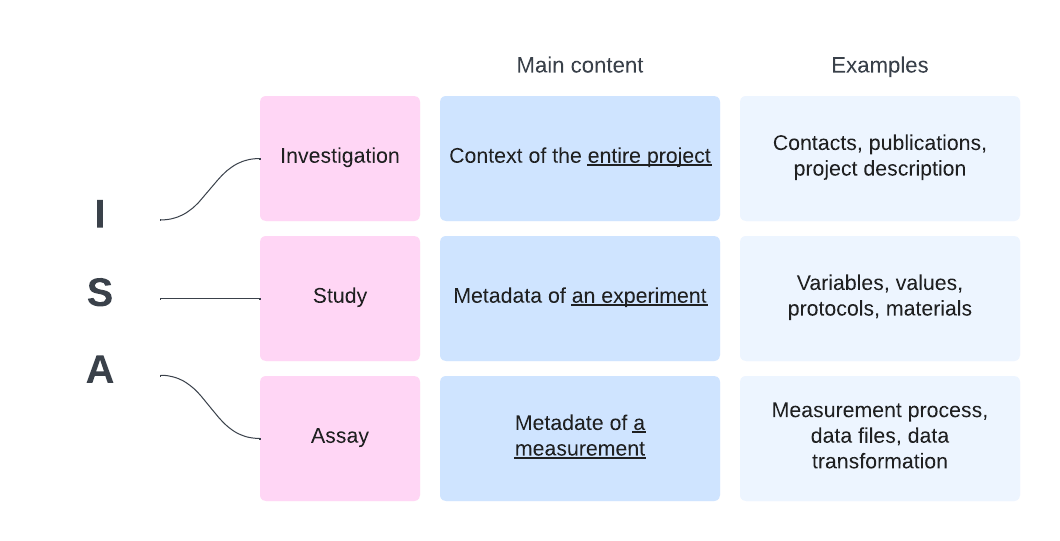 Main content
Examples
I
S
A
Investigation
Context of the entire project
Contacts, publications,
project description
Study
Metadata of an experiment
Variables, values,
protocols, materials
Assay
Metadate of a
measurement
Measurement process,
data files, data
transformation